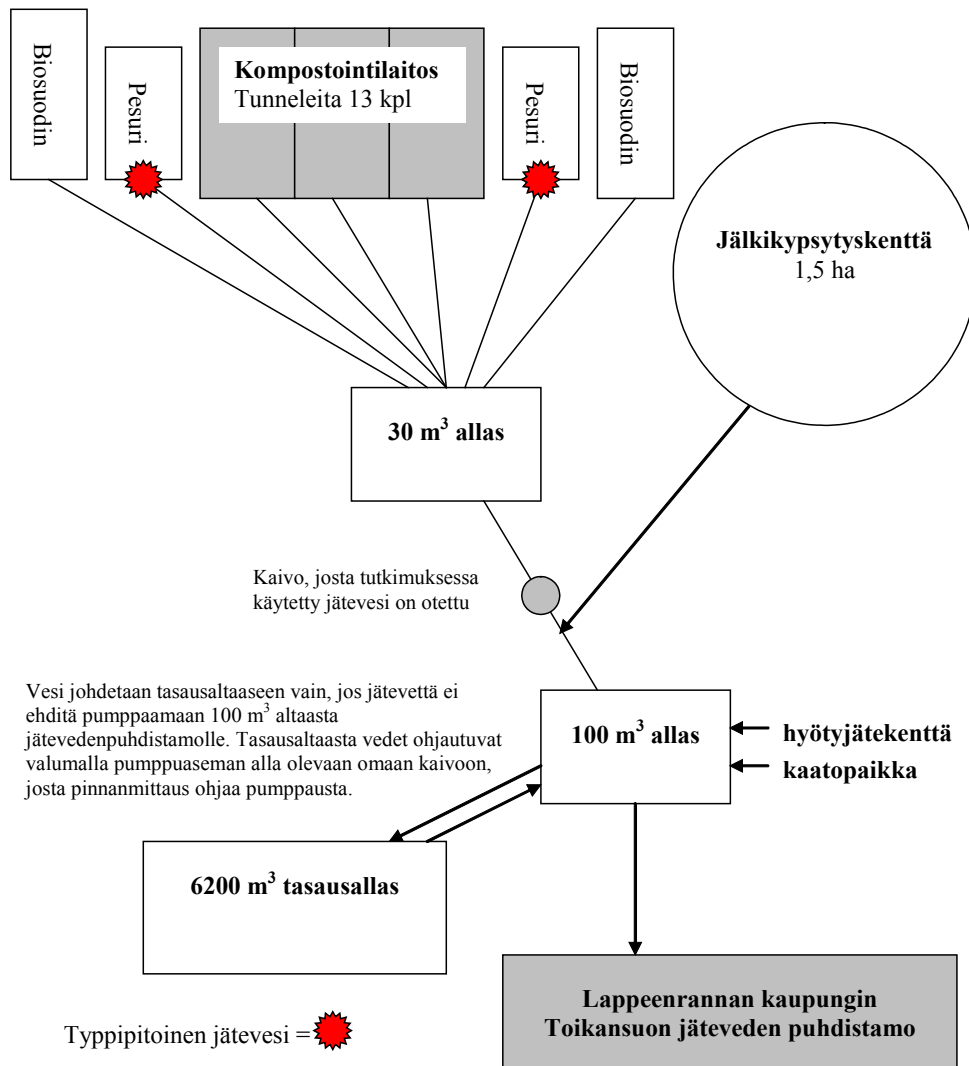 Biosuodin
Pesuri
Kompostointilaitos
Tunneleita 13 kpl
Pesuri
Biosuodin
Jälkikypsytyskenttä
1,5 ha
30 m³ allas
Kaivo, josta tutkimuksessa
käytetty jätevesi on otettu
Vesi johdetaan tasausaltaaseen vain, jos jätevettä ei
ehditä pumppaamaan 100 m³ altaasta
jätevedenpuhdistamolle. Tasausaltaasta vedet ohjautuvat
valumalla pumppuaseman alla olevaan omaan kaivoon,
josta pinnanmittaus ohjaa pumppausta.
100 m³ allas
hyötyjätekenttä
kaatopaikka
6200 m³ tasausallas
Lappeenrannan kaupungin
Toikansuon jäteveden puhdistamo
Typpipitoinen jätevesi =